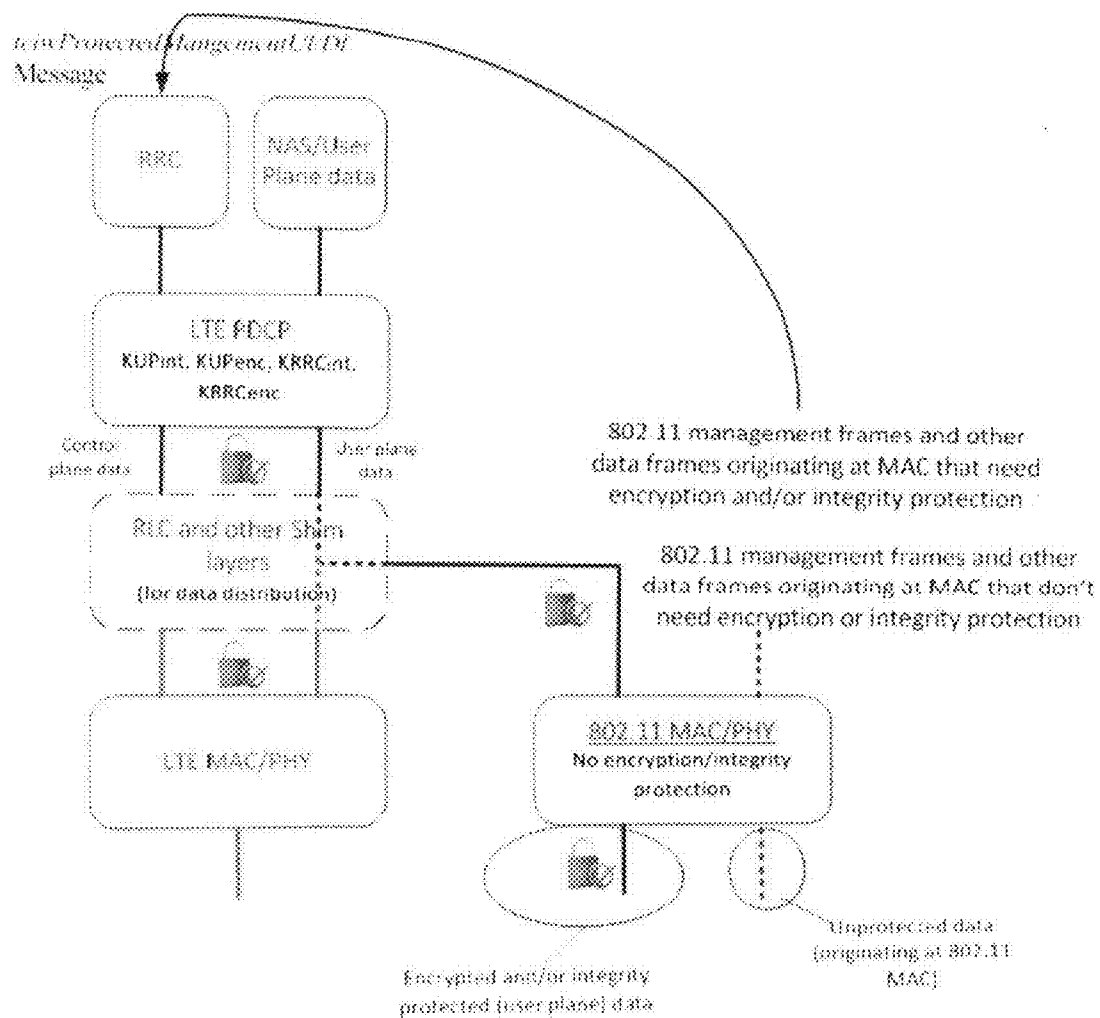 Message
RRC
NAS/User
Plane data
LTE PDCP
KUPint, KUPenc, KRRCint,
KRRCenc
Control
plane data
User plane
data
802.11 management frames and other
data frames originating at MAC that need
encryption and/or integrity protection
RLC and other Shim
layers
(for data distribution)
802.11 management frames and other
data frames originating at MAC that don't
need encryption or integrity protection
LTE MAC/PHY
802.11 MAC/PHY
No encryption/integrity
protection
Unprotected data
(originating at 802.11
MAC)
Encrypted and/or integrity
protected (user plane) data